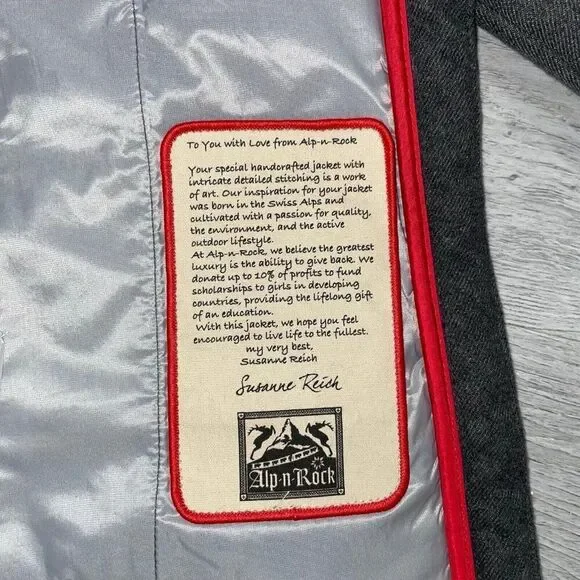 To You with Love from Alp-n-Rock
Your special handcrafted jacket with
intricate detailed stitching is a work
of art. Our inspiration for your jacket
was born in the Swiss Alps and
cultivated with a passion for quality,
the environment, and the active
outdoor lifestyle.
At Alp-n-Rock, we believe the greatest
luxury is the ability to give back. We
donate up to 10% of profits to fund
scholarships to girls in developing
countries, providing the lifelong gift
of an education.
With this jacket, we hope you feel
encouraged to live life to the fullest.
my very best,
Susanne Reich
Susanne Reich
Alp·n·Rock